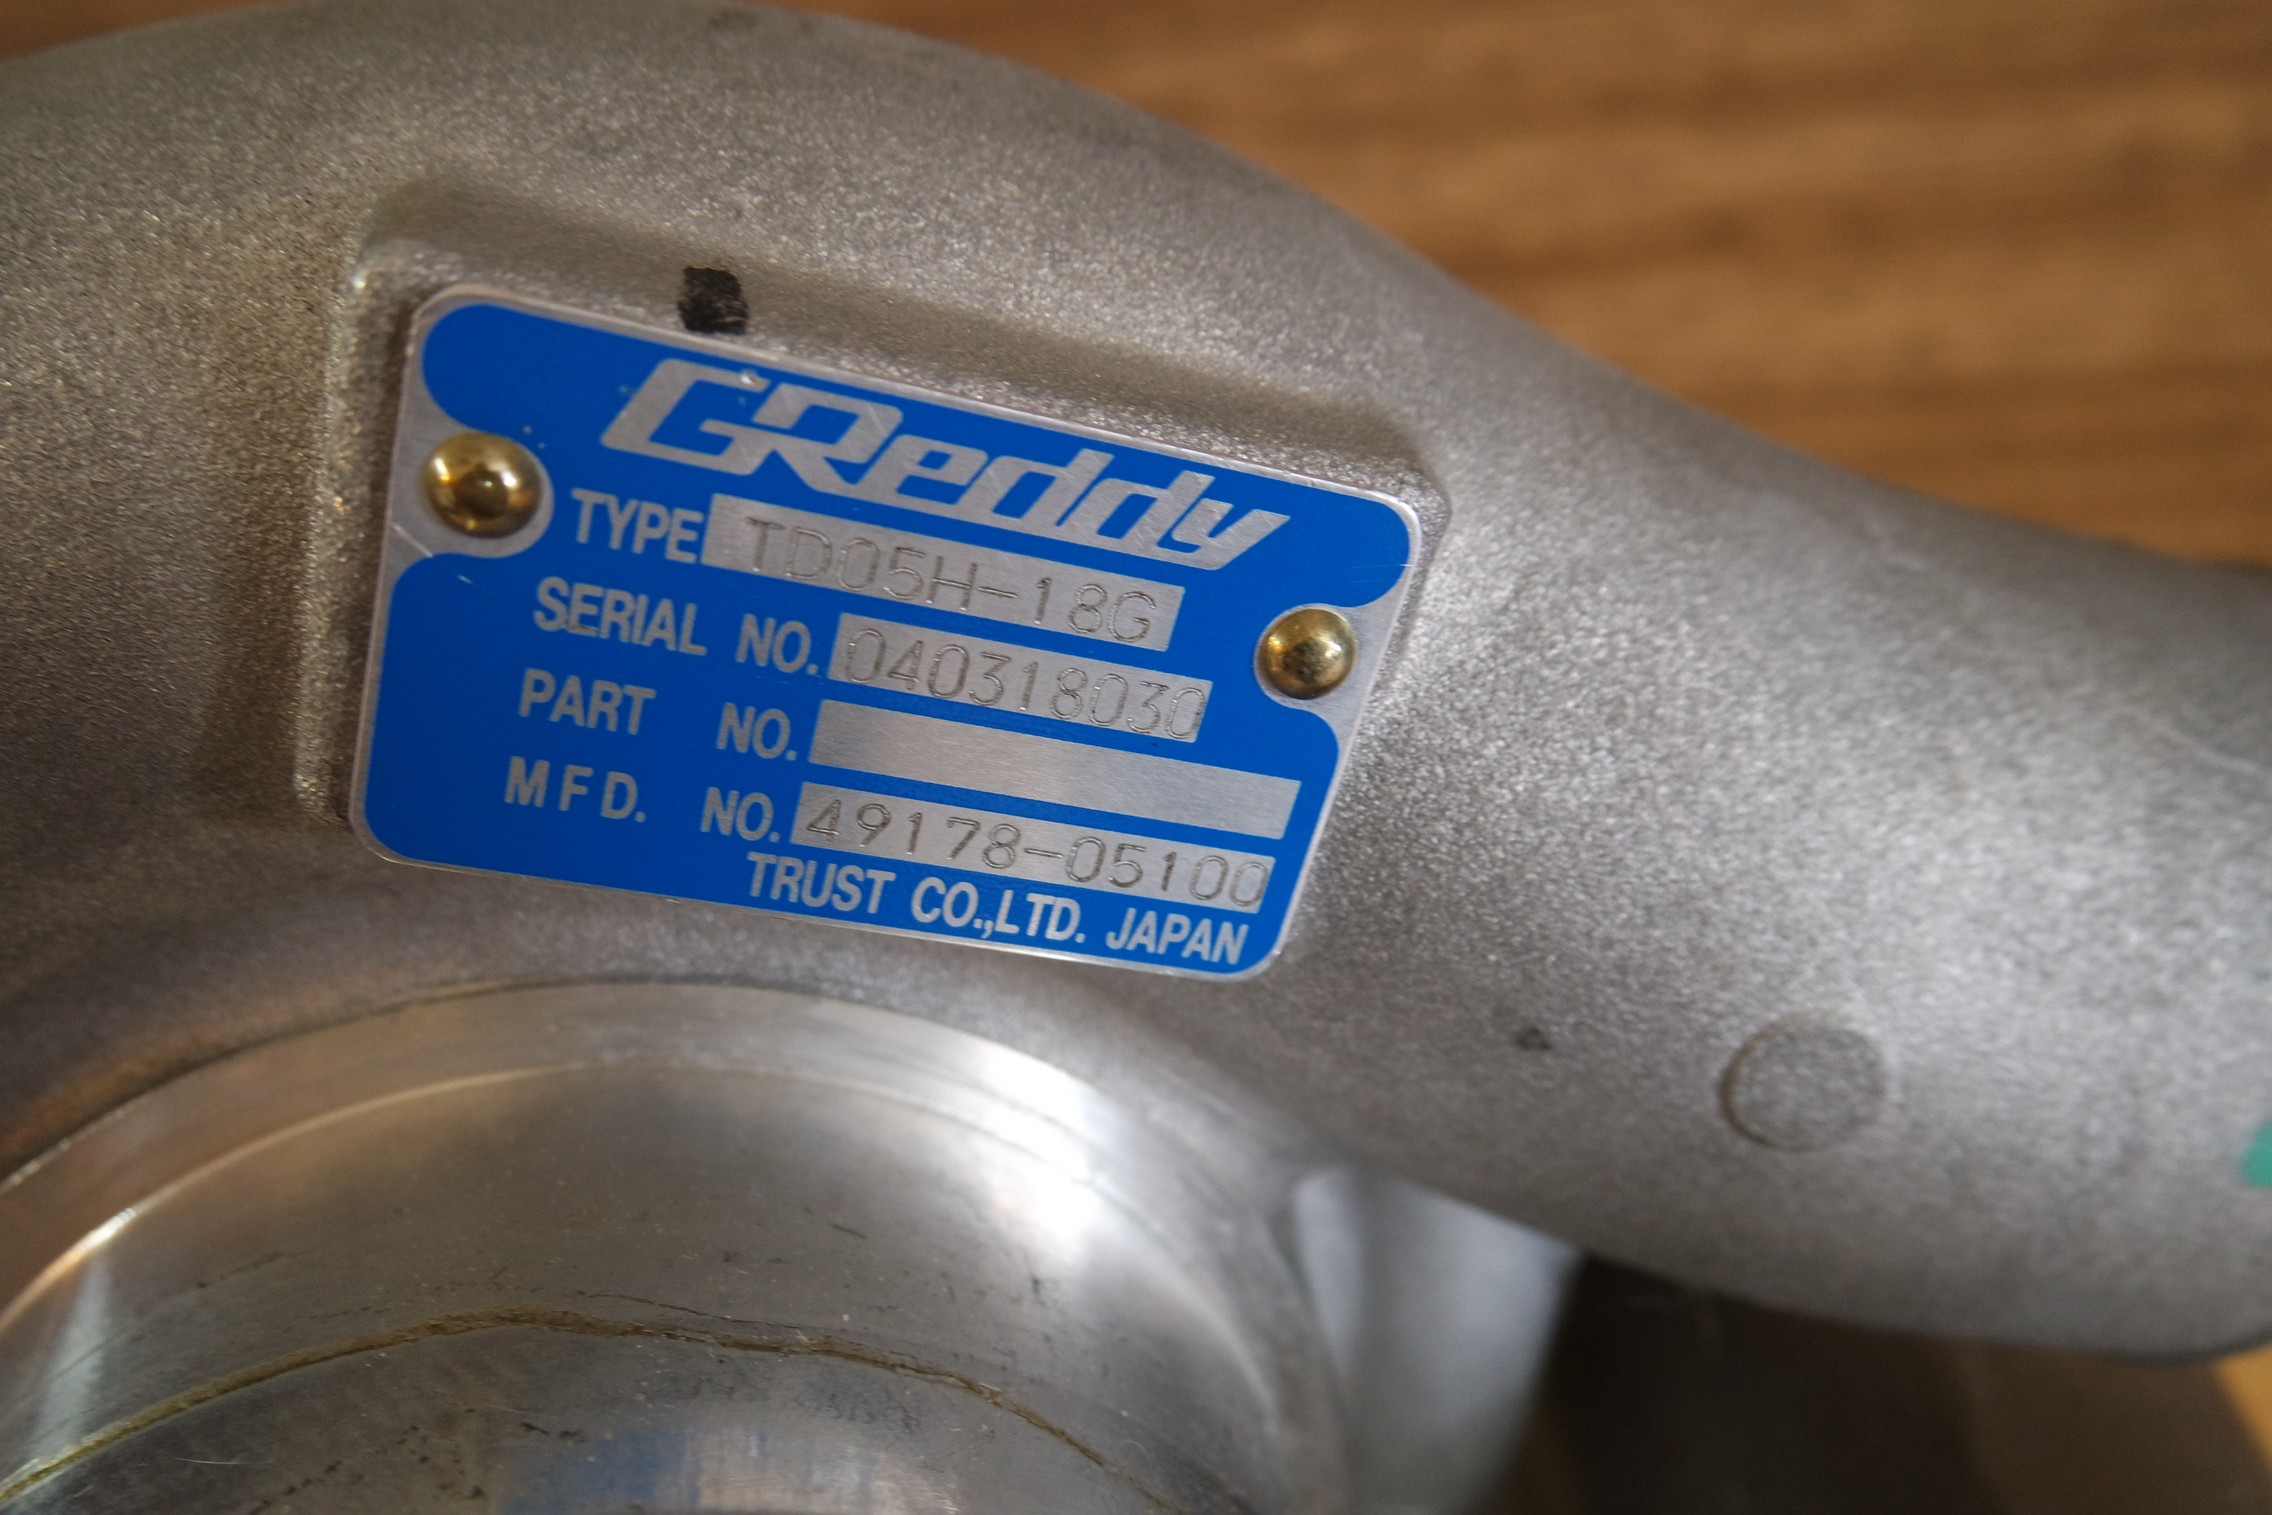 GReddy
TYPE TD05H-18G
SERIAL NO. 040318030
PART NO.
MFD. NO. 49178-05100
TRUST CO.,LTD. JAPAN